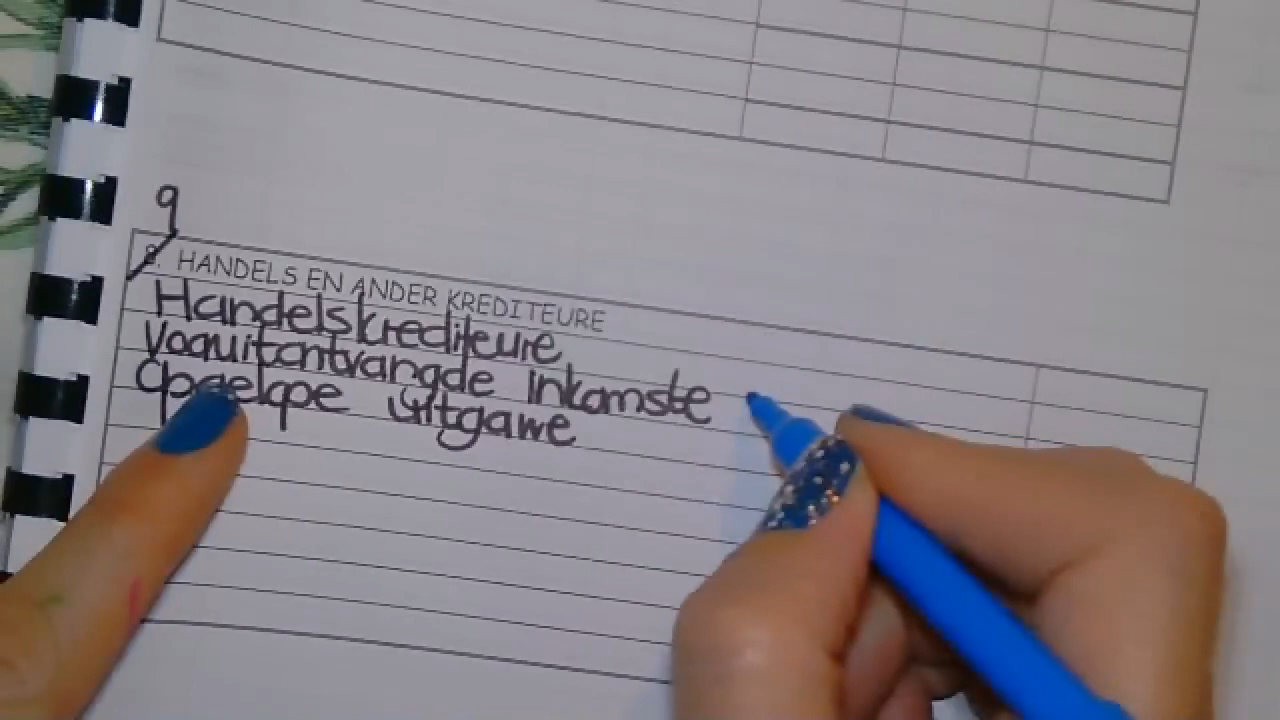 9
8. HANDELS EN ANDER KREDITEURE
Handelskrediteure
Vooruitontvangde Inkomste
Opgelope Uitgawe